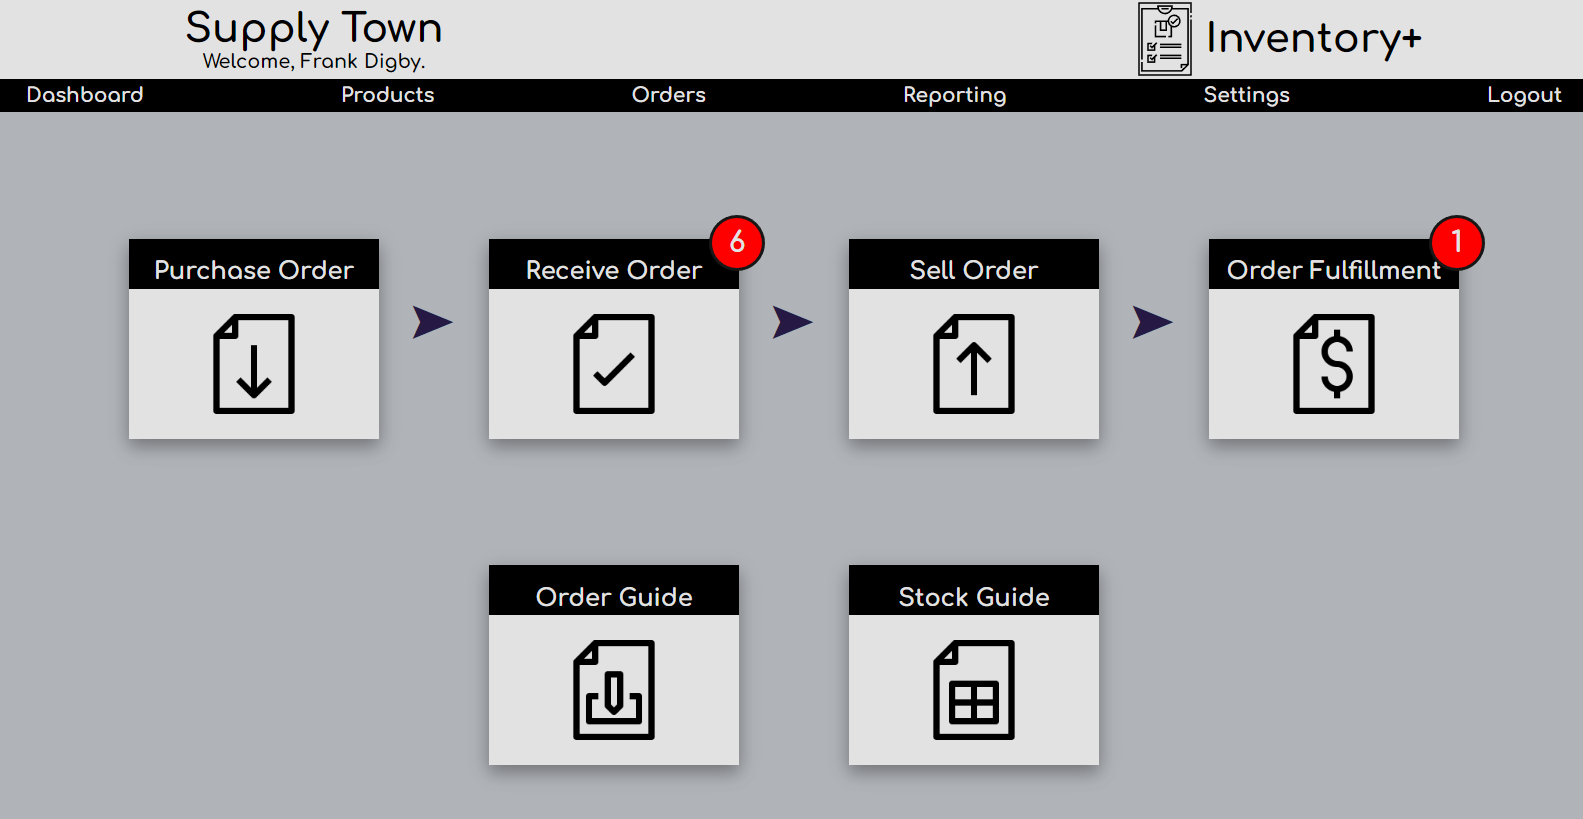 Supply Town
Welcome, Frank Digby.
Inventory+
Dashboard Products Orders Reporting Settings Logout
Purchase Order
Receive Order
6
Sell Order
Order Fulfillment
1
$
Order Guide
Stock Guide